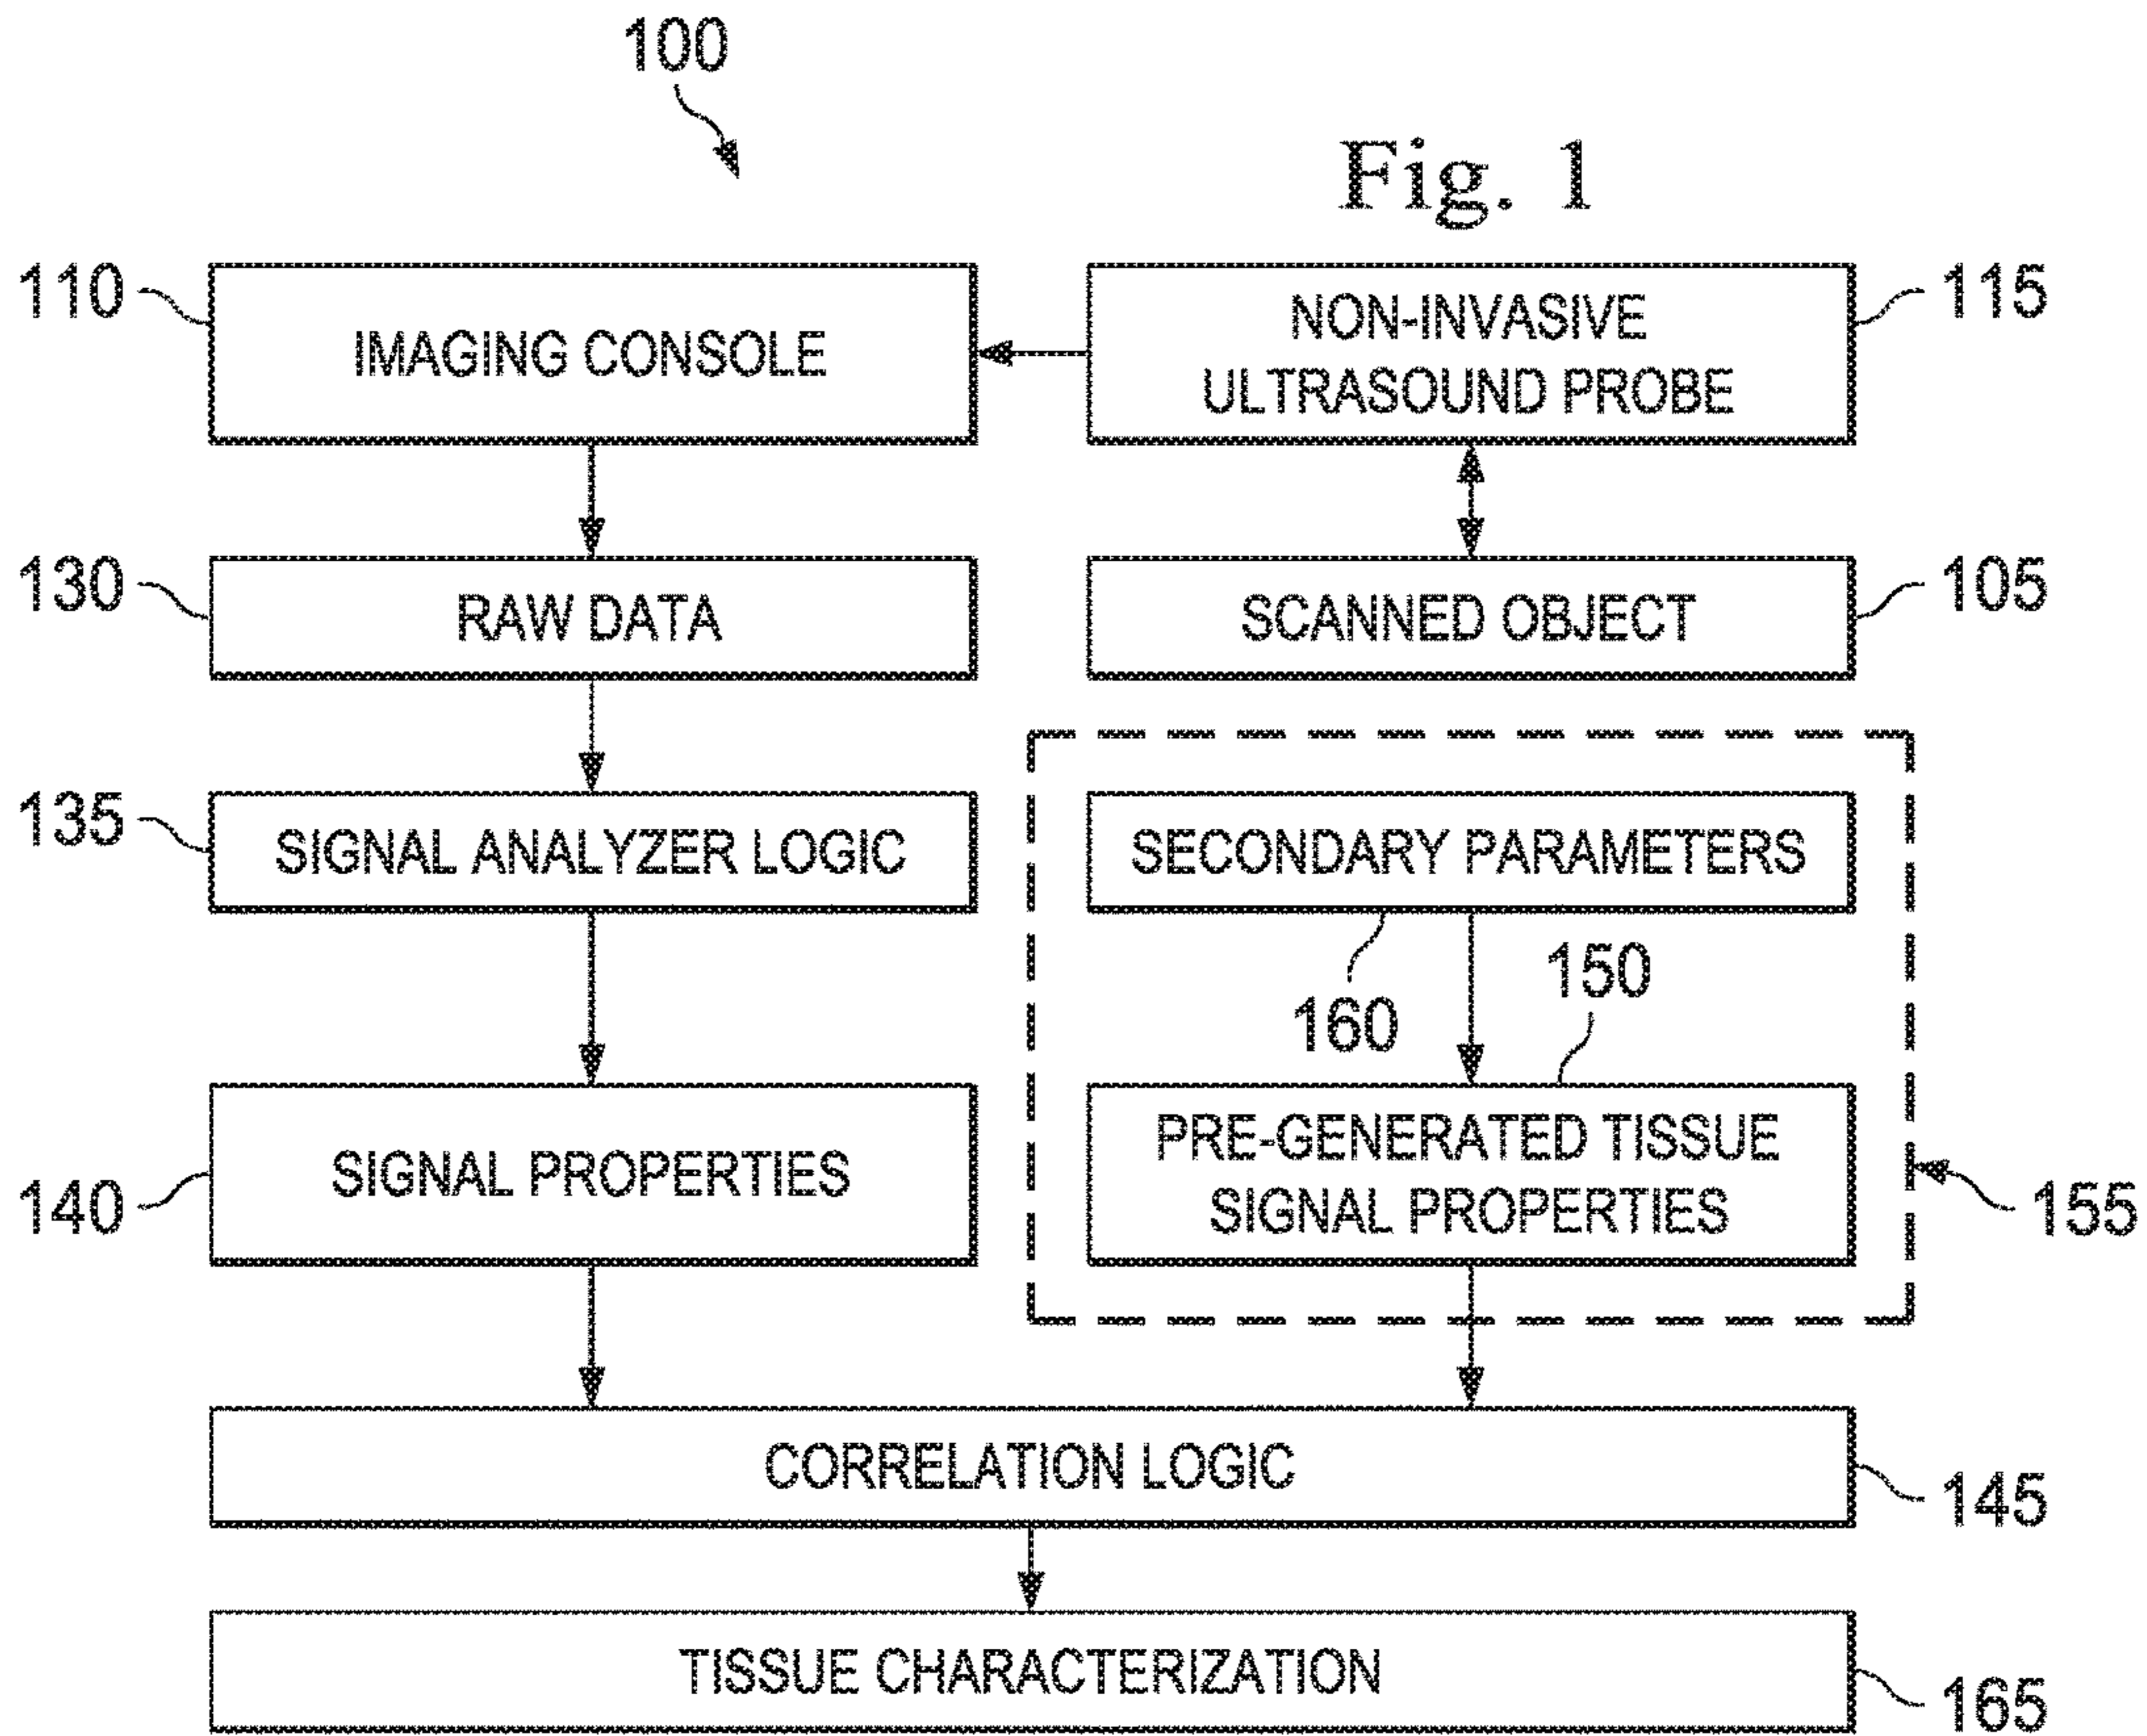 100
Fig. 1
110
IMAGING CONSOLE
NON-INVASIVE
ULTRASOUND PROBE
115
130
RAW DATA
SCANNED OBJECT
105
135
SIGNAL ANALYZER LOGIC
SECONDARY PARAMETERS
160
150
140
SIGNAL PROPERTIES
PRE-GENERATED TISSUE
SIGNAL PROPERTIES
155
CORRELATION LOGIC
145
TISSUE CHARACTERIZATION
165